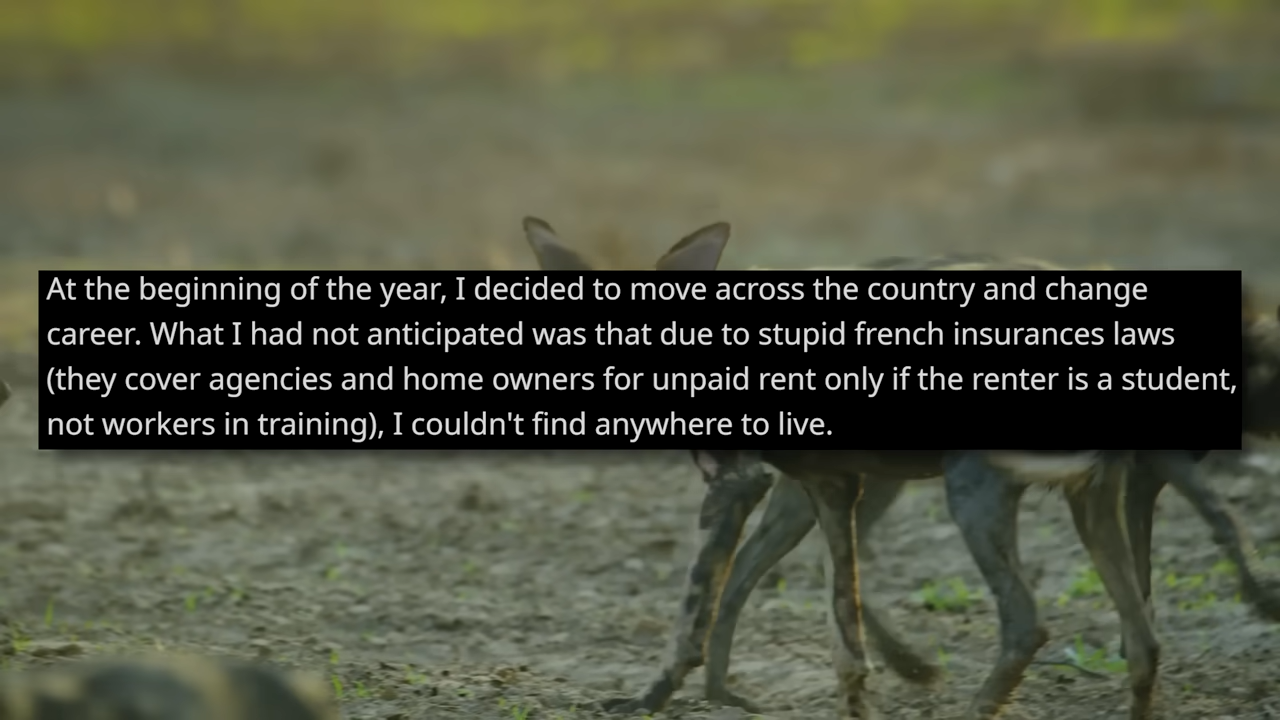 At the beginning of the year, I decided to move across the country and change
career. What I had not anticipated was that due to stupid french insurances laws
(they cover agencies and home owners for unpaid rent only if the renter is a student,
not workers in training), I couldn't find anywhere to live.